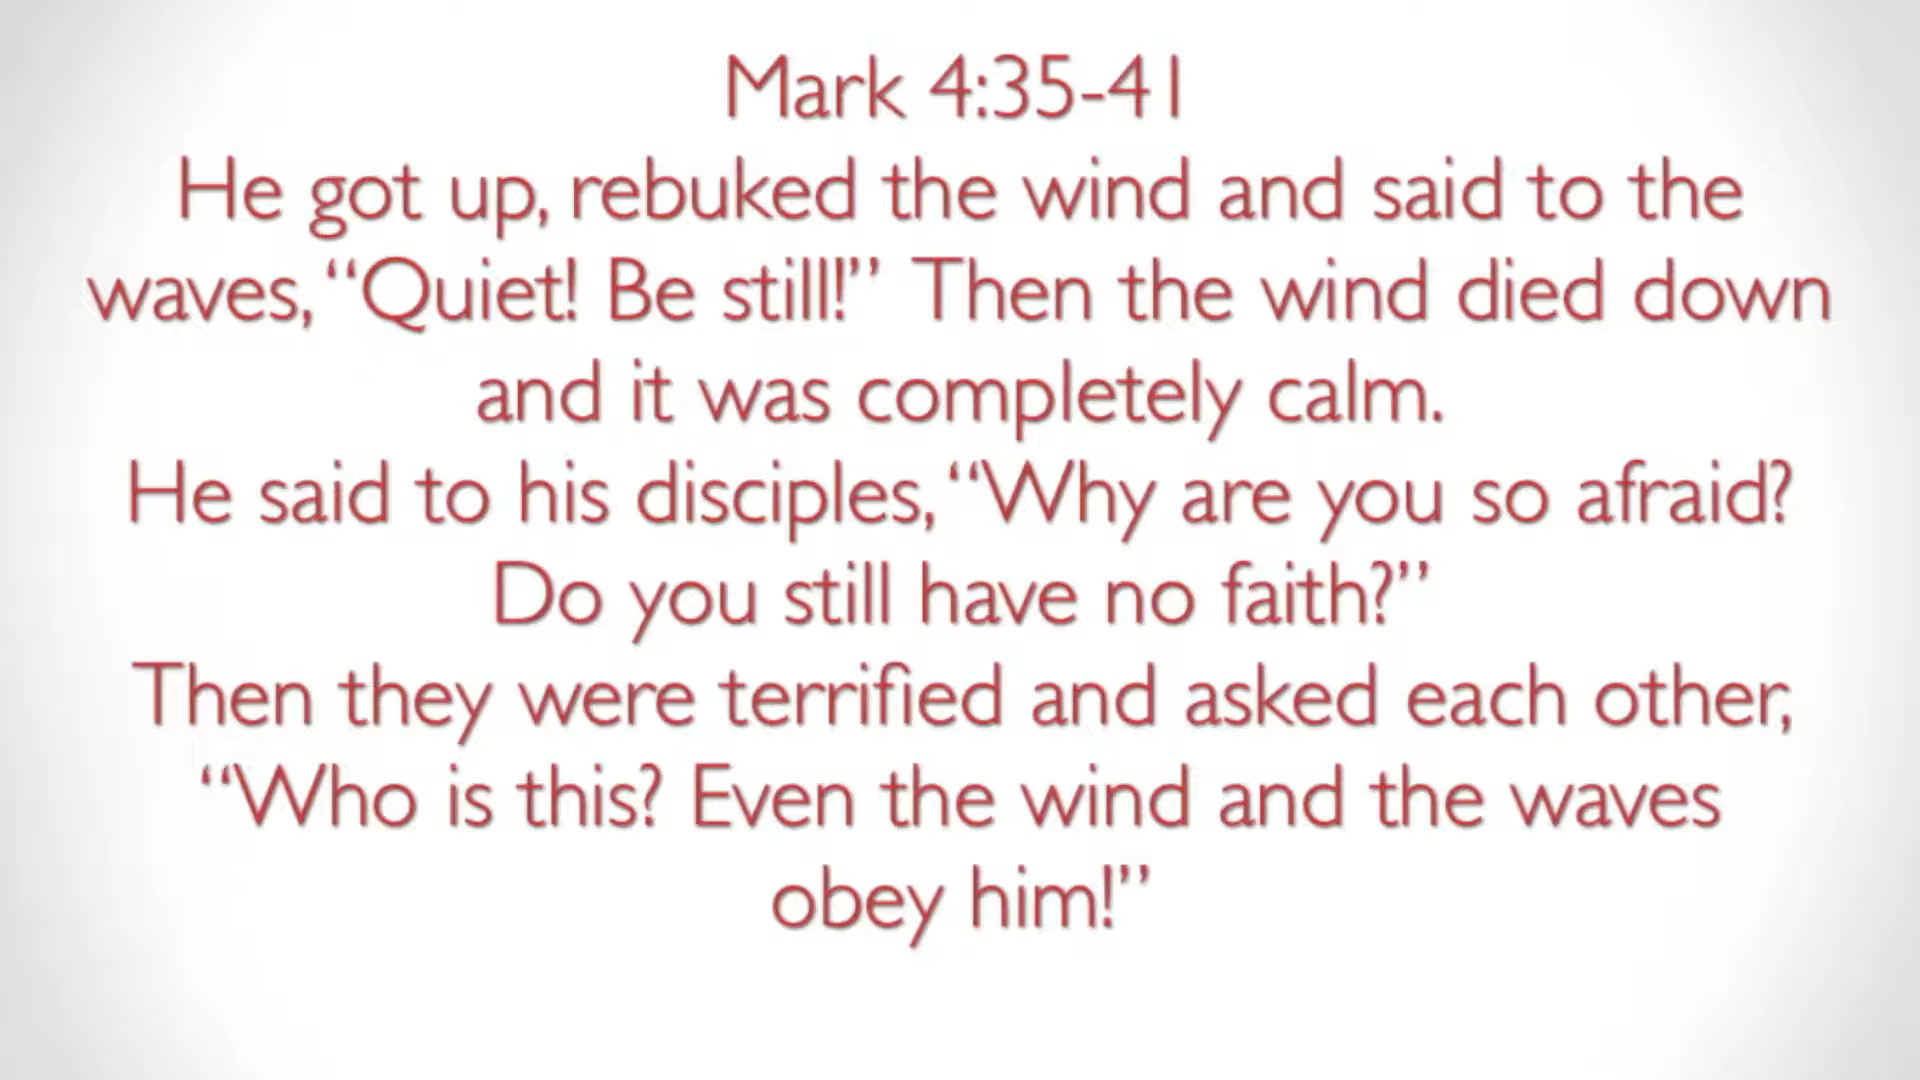 Mark 4:35-41
He got up, rebuked the wind and said to the
waves, “Quiet! Be still!” Then the wind died down
and it was completely calm.
He said to his disciples, “Why are you so afraid?
Do you still have no faith?”
Then they were terrified and asked each other,
“Who is this? Even the wind and the waves
obey him!”